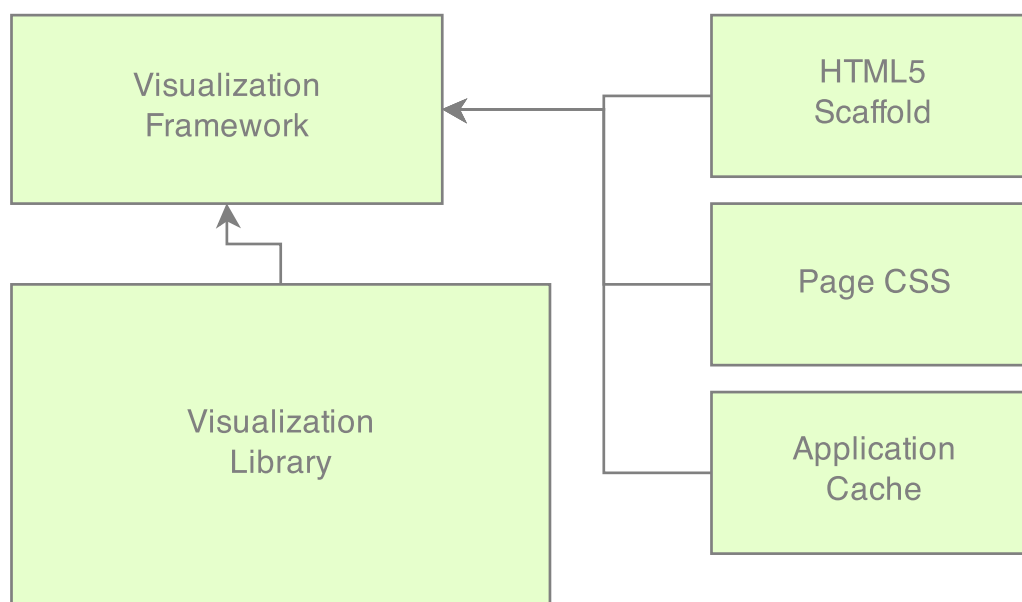 Visualization
Framework
HTML5
Scaffold
Page CSS
Visualization
Library
Application
Cache